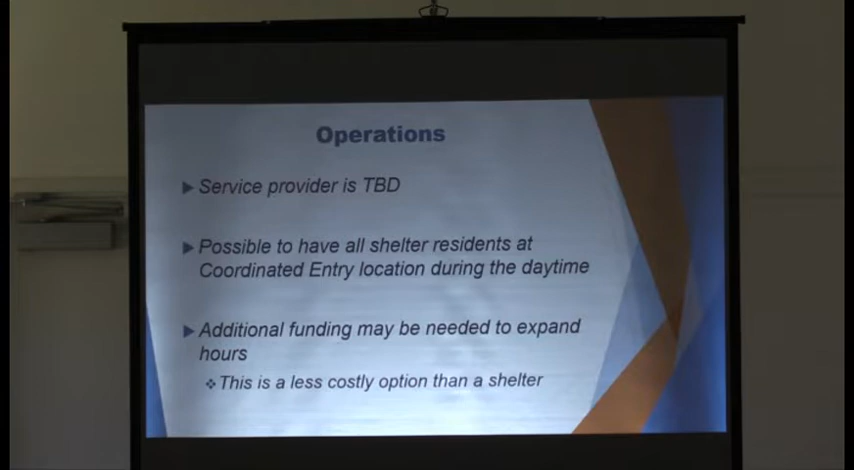 Operations
Service provider is TBD
Possible to have all shelter residents at
Coordinated Entry location during the daytime
Additional funding may be needed to expand
hours
This is a less costly option than a shelter